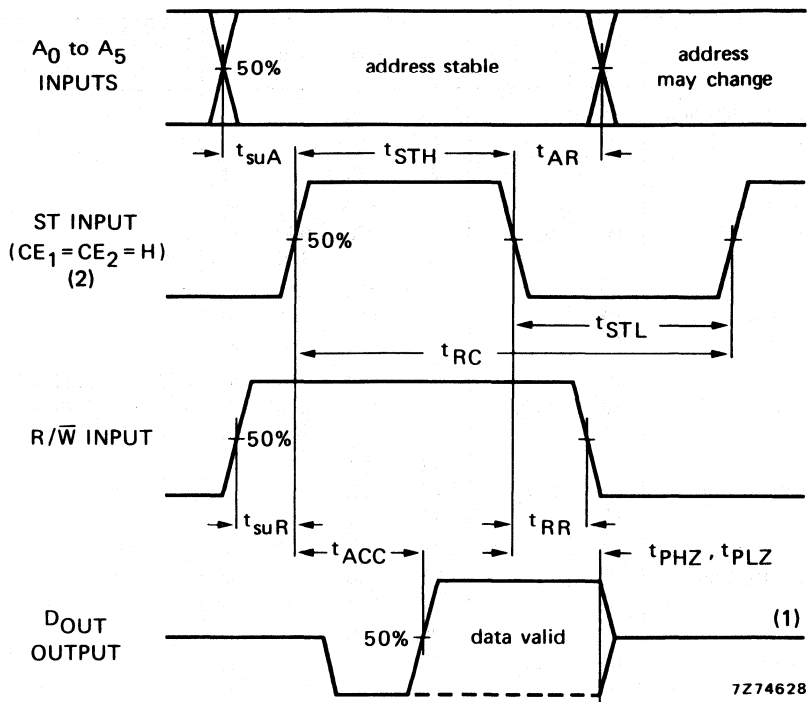 A0 to A5
INPUTS
50%
address stable
address
may change
tsuA
tSTH
tAR
ST INPUT
(CE1=CE2=H)
(2)
50%
tSTL
tRC
R/W̅ INPUT
50%
tsuR
tRR
tACC
tPHZ, tPLZ
DOUT
OUTPUT
50%
data valid
(1)
7Z74628